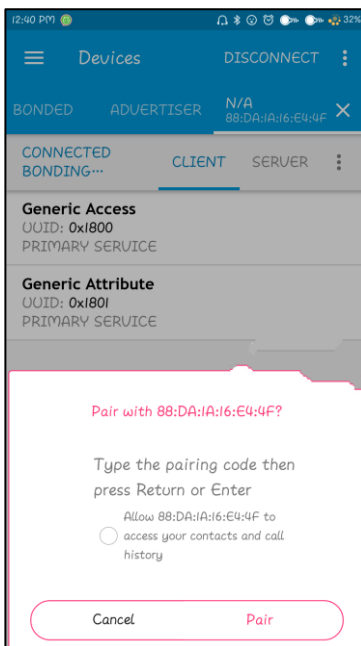 12:40 PM 32%
Devices DISCONNECT
BONDED ADVERTISER N/A
88:DA:1A:16:E4:4F
CONNECTED CLIENT SERVER
BONDING...
Generic Access
UUID: 0x1800
PRIMARY SERVICE
Generic Attribute
UUID: 0x1801
PRIMARY SERVICE
Pair with 88:DA:1A:16:E4:4F?
Type the pairing code then
press Return or Enter
Allow 88:DA:1A:16:E4:4F to
access your contacts and call
history
Cancel Pair